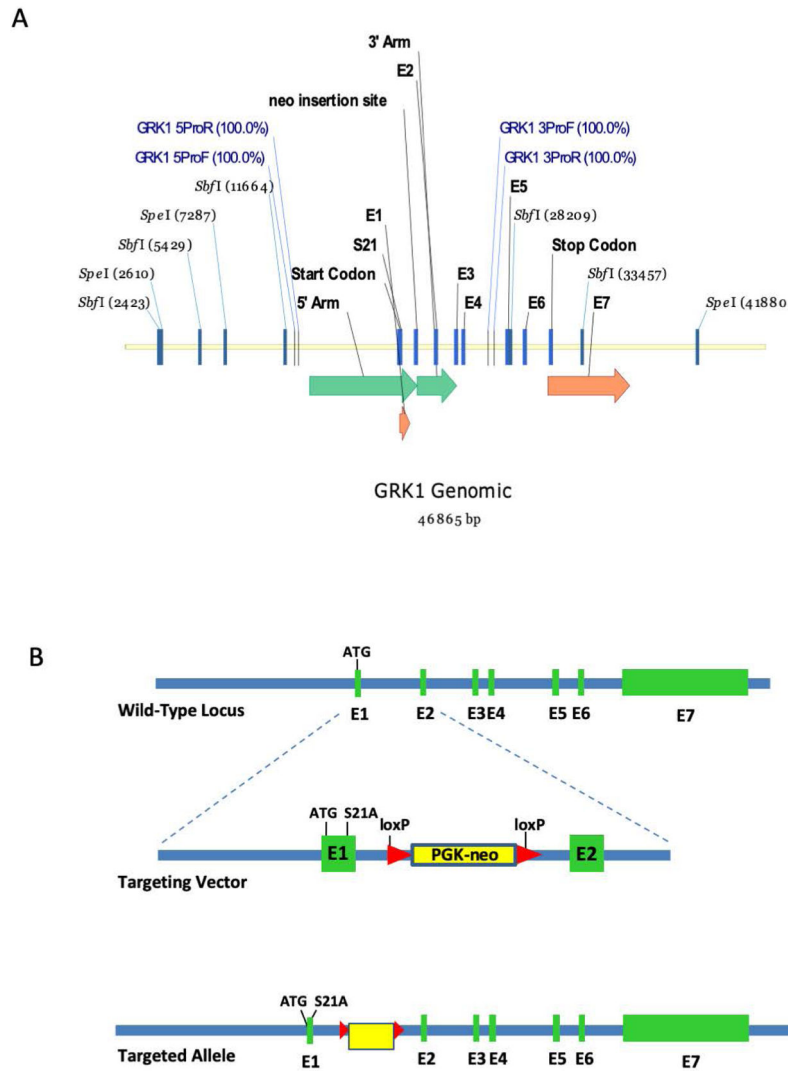 A
3' Arm
E2
neo insertion site
GRK1 5ProR (100.0%)
GRK1 3ProF (100.0%)
GRK1 5ProF (100.0%)
GRK1 3ProR (100.0%)
SbfI (11664)
E5
SpeI (7287)
E1
SbfI (28209)
SbfI (5429)
S21
Stop Codon
SpeI (2610)
Start Codon
E3
SbfI (33457)
SbfI (2423)
5' Arm
E4
E6
E7
SpeI (41880
GRK1 Genomic
46865 bp
B
ATG
Wild-Type Locus
E1
E2
E3 E4
E5 E6
E7
ATG S21A
loxP
loxP
E1
PGK-neo
E2
Targeting Vector
ATG S21A
Targeted Allele
E1
E2
E3 E4
E5 E6
E7